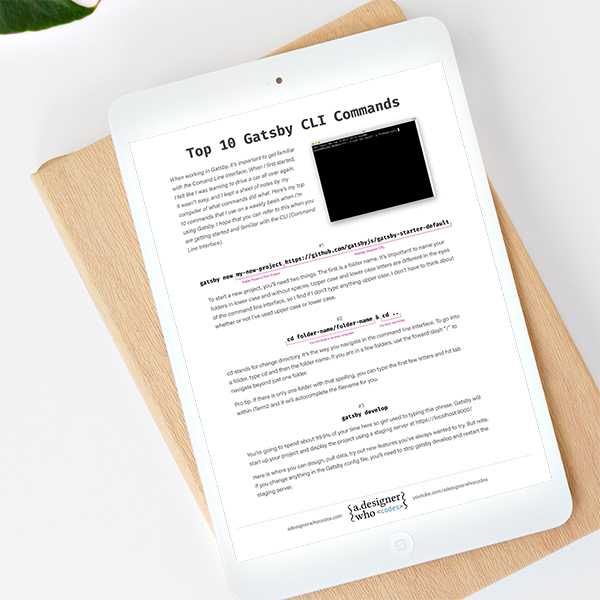 Top 10 Gatsby CLI Commands
When working in Gatsby, it's important to get familiar
with the Comand Line Interface. When I first started,
I felt like I was learning to drive a car all over again.
It wasn't easy, and I kept a sheet of notes by my
computer of what commands did what. Here's my top
10 commands that I use on a weekly basis when I'm
using Gatsby. I hope that you can refer to this when you
are getting started and familiar with the CLI (Command
Line Interface).
#1
gatsby new my-new-project https://github.com/gatsbyjs/gatsby-starter-default
To start a new project, you'll need two things. The first is a folder name. It's important to name your
folders in lower case and without spaces. Upper case and lower case letters are different in the eyes
of the command line interface, so I find if I don't type anything upper case, I don't have to think about
whether or not I've used upper case or lower case.
#2
cd folder-name/folder-name & cd ..
cd stands for change directory. It's the way you navigate in the command line interface. To go into
a folder, type cd and then the folder name. If you are in a few folders, use the foward slash "/" to
navigate beyond just one folder.
Pro tip. If there is only one folder with that spelling, you can type the first few letters and hit tab
within iTerm2 and it will autocomplete the filename for you.
#3
gatsby develop
You're going to spend about 99.9% of your time here so get used to typing this phrase. Gatsby will
start up your project and display the project using a staging server at https://localhost:8000/
Here is where you can design, pull data, try out new features you've always wanted to try. But note.
if you change anything in the Gatsby config file, you'll need to stop gatsby develop and restart the
staging server.
adesignerwhocodes.com
{a.designer}
{who <codes>}
youtube.com/adesignerwhocodes